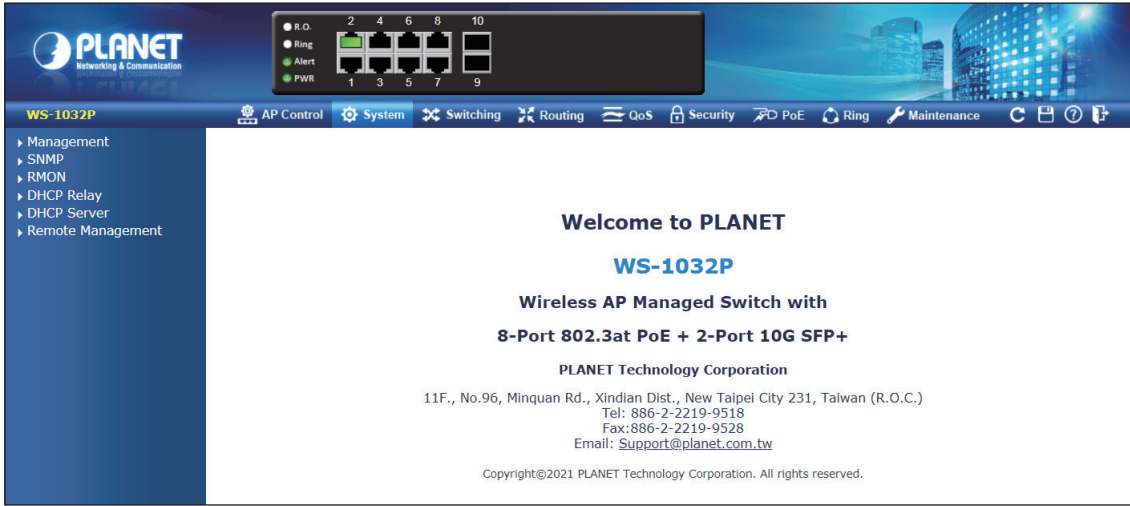 PLANET
Networking & Communication
R.O.
Ring
Alert
PWR
2 4 6 8 10
1 3 5 7 9
WS-1032P
AP Control System Switching Routing QoS Security PoE Ring Maintenance
Management
SNMP
RMON
DHCP Relay
DHCP Server
Remote Management
Welcome to PLANET
WS-1032P
Wireless AP Managed Switch with
8-Port 802.3at PoE + 2-Port 10G SFP+
PLANET Technology Corporation
11F., No.96, Minquan Rd., Xindian Dist., New Taipei City 231, Taiwan (R.O.C.)
Tel: 886-2-2219-9518
Fax:886-2-2219-9528
Email: Support@planet.com.tw
Copyright©2021 PLANET Technology Corporation. All rights reserved.